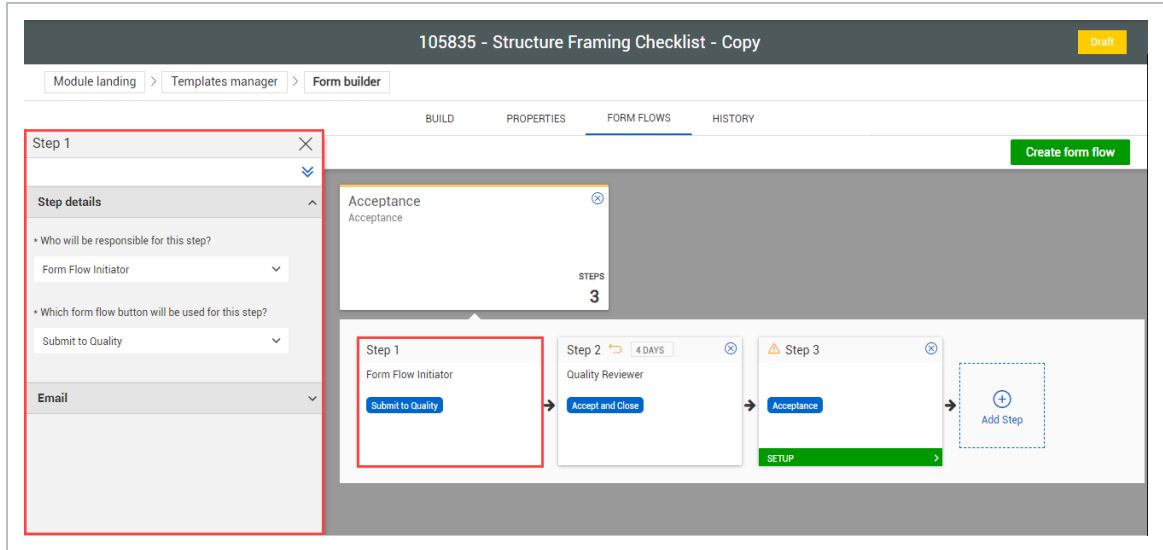 105835 - Structure Framing Checklist - Copy
Draft
Module landing > Templates manager > Form builder
BUILD PROPERTIES FORM FLOWS HISTORY
Create form flow
Step 1
Step details
* Who will be responsible for this step?
Form Flow Initiator
* Which form flow button will be used for this step?
Submit to Quality
Email
Acceptance
Acceptance
STEPS
3
Step 1
Form Flow Initiator
Submit to Quality
Step 2 4 DAYS
Quality Reviewer
Accept and Close
Step 3
Acceptance
SETUP
Add Step